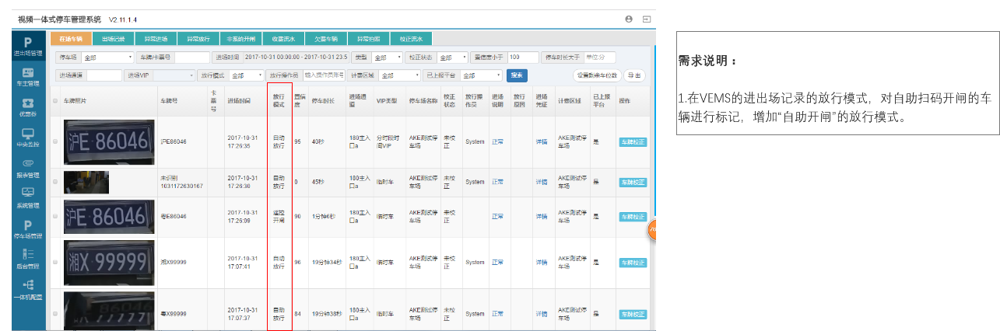 视频一体式停车管理系统 V2.11.1.4
P
进出场管理
车主管理
优惠券
中央监控
报表管理
系统管理
P
停车场管理
后台管理
一体机配置
在场车辆 出场记录 异常进场 异常放行 非系统开闸 收费流水 欠费车辆 异常拍照 校正流水
停车场 全部 车牌/卡票号 进场时间 2017-10-31 00:00:00 - 2017-10-31 23:5 类型 全部 校正状态 全部 置信度小于 100 停车时长大于 单位:分
进场通道 进场VIP 放行模式 全部 放行操作员 输入操作员账号 计费区域 全部 已上报平台 全部 搜索 设置剩余车位数 导出
车牌照片 车牌号 卡票号 进场时间 放行模式 置信度 停车时长 进场通道 VIP类型 停车场名称 校正状态 放行操作员 进场说明 放行原因 进场凭证 计费区域 已上报平台 操作
沪E 86046 沪E86046 2017-10-31 17:26:35 自动放行 95 40秒 180主入口a 分时段时间VIP AKE测试停车场 未校正 System 正常 详情 AKE测试停车场 是 车牌校正
未识别1031172630167 2017-10-31 17:26:30 自动放行 0 45秒 180主入口a 临时车 AKE测试停车场 未校正 System 正常 详情 AKE测试停车场 是 车牌校正
沪E 86046 粤E86046 2017-10-31 17:26:09 遥控开闸 90 1分钟6秒 180主入口a 临时车 AKE测试停车场 未校正 正常 详情 AKE测试停车场 是 车牌校正
湘X 99999 湘X99999 2017-10-31 17:07:41 自动放行 96 19分钟34秒 180主入口a 临时车 AKE测试停车场 未校正 System 正常 详情 AKE测试停车场 是 车牌校正
粤X99999 2017-10-31 17:07:37 自动放行 84 19分钟38秒 180主入口a 临时车 AKE测试停车场 未校正 System 正常 详情 AKE测试停车场 是 车牌校正
需求说明：
1.在VEMS的进出场记录的放行模式，对自助扫码开闸的车
辆进行标记，增加“自助开闸”的放行模式。